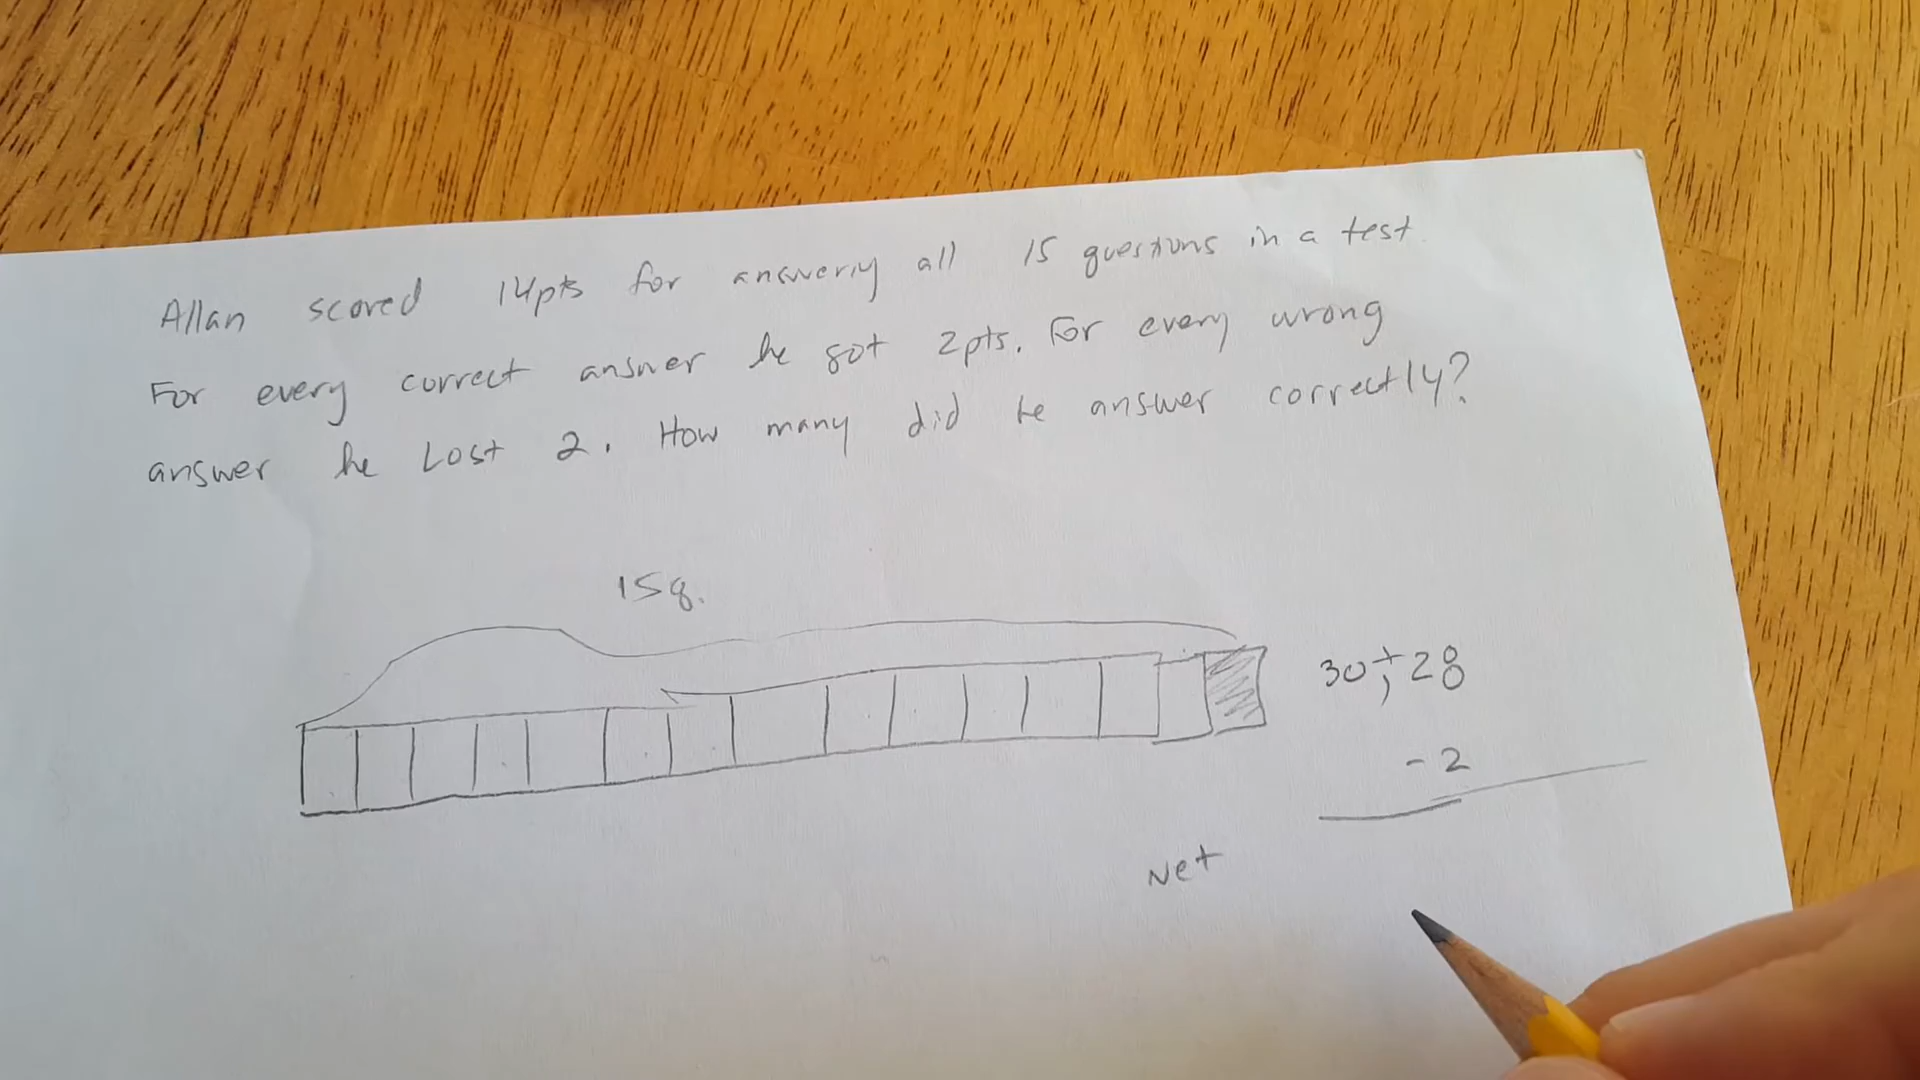 Allan scored 14pts for answering all 15 questions in a test
For every correct answer he got 2pts. For every wrong
answer he Lost 2. How many did he answer correctly?
15q.
30, + 28
- 2
Net